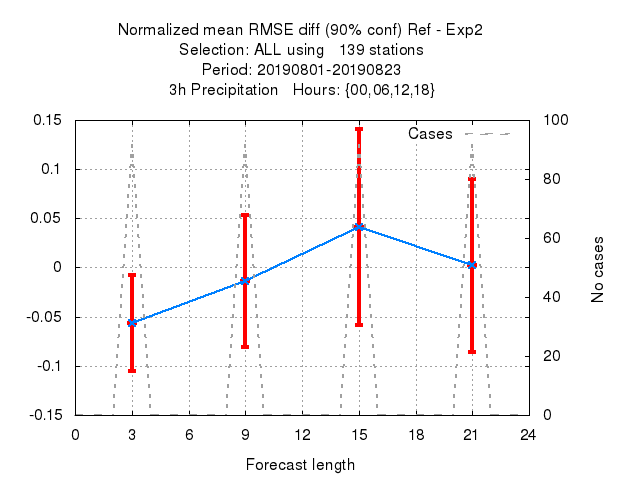 Normalized mean RMSE diff (90% conf) Ref - Exp2
Selection: ALL using 139 stations
Period: 20190801-20190823
3h Precipitation Hours: {00,06,12,18}
Cases
0.15
0.1
0.05
0
-0.05
-0.1
-0.15
100
80
60
40
20
0
No cases
0 3 6 9 12 15 18 21 24
Forecast length